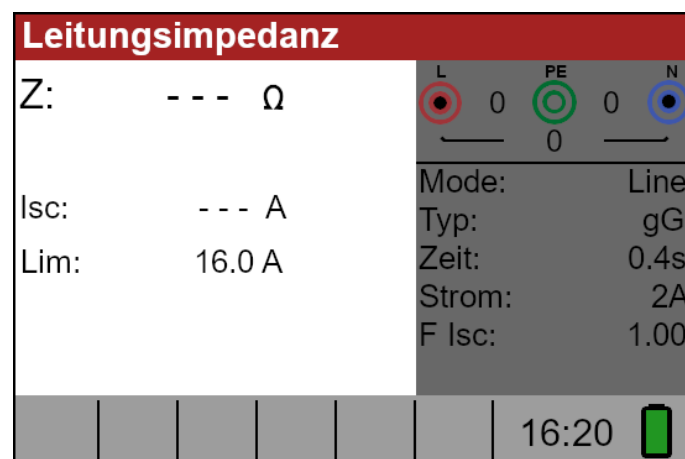 Leitungsimpedanz
Z: --- Ω
Isc: --- A
Lim: 16.0 A
L PE N
0 0
0
Mode: Line
Typ: gG
Zeit: 0.4s
Strom: 2A
F Isc: 1.00
16:20